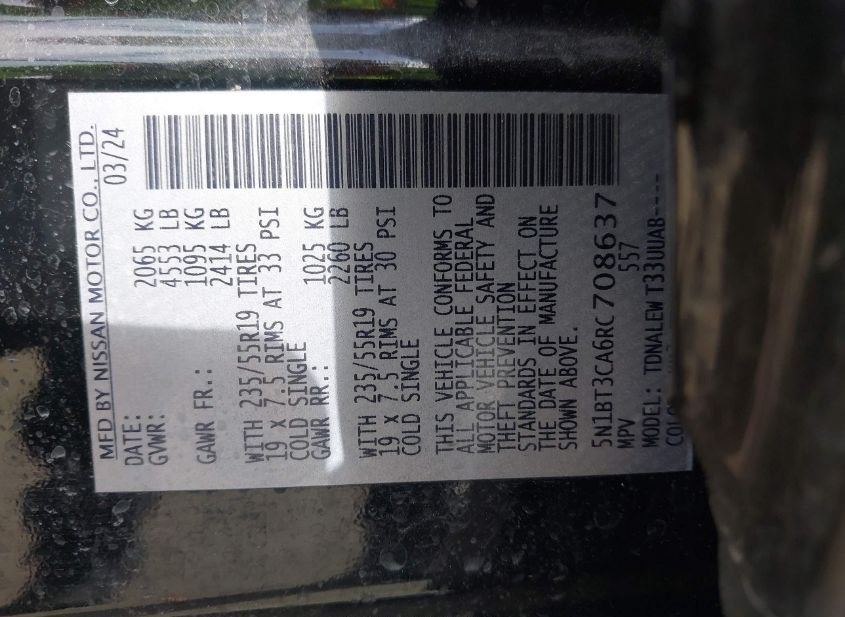 MFD BY NISSAN MOTOR CO., LTD.
DATE: 03/24
GVWR: 2065 KG
4553 LB
GAWR FR.: 1095 KG
2414 LB
WITH 235/55R19 TIRES
19 X 7.5 RIMS AT 33 PSI
COLD SINGLE
GAWR RR.: 1025 KG
2260 LB
WITH 235/55R19 TIRES
19 X 7.5 RIMS AT 30 PSI
COLD SINGLE
THIS VEHICLE CONFORMS TO
ALL APPLICABLE FEDERAL
MOTOR VEHICLE SAFETY AND
THEFT PREVENTION
STANDARDS IN EFFECT ON
THE DATE OF MANUFACTURE
SHOWN ABOVE.
5N1BT3CA6RC708637
MPV 557
MODEL: TDNALEW T33UUAB----